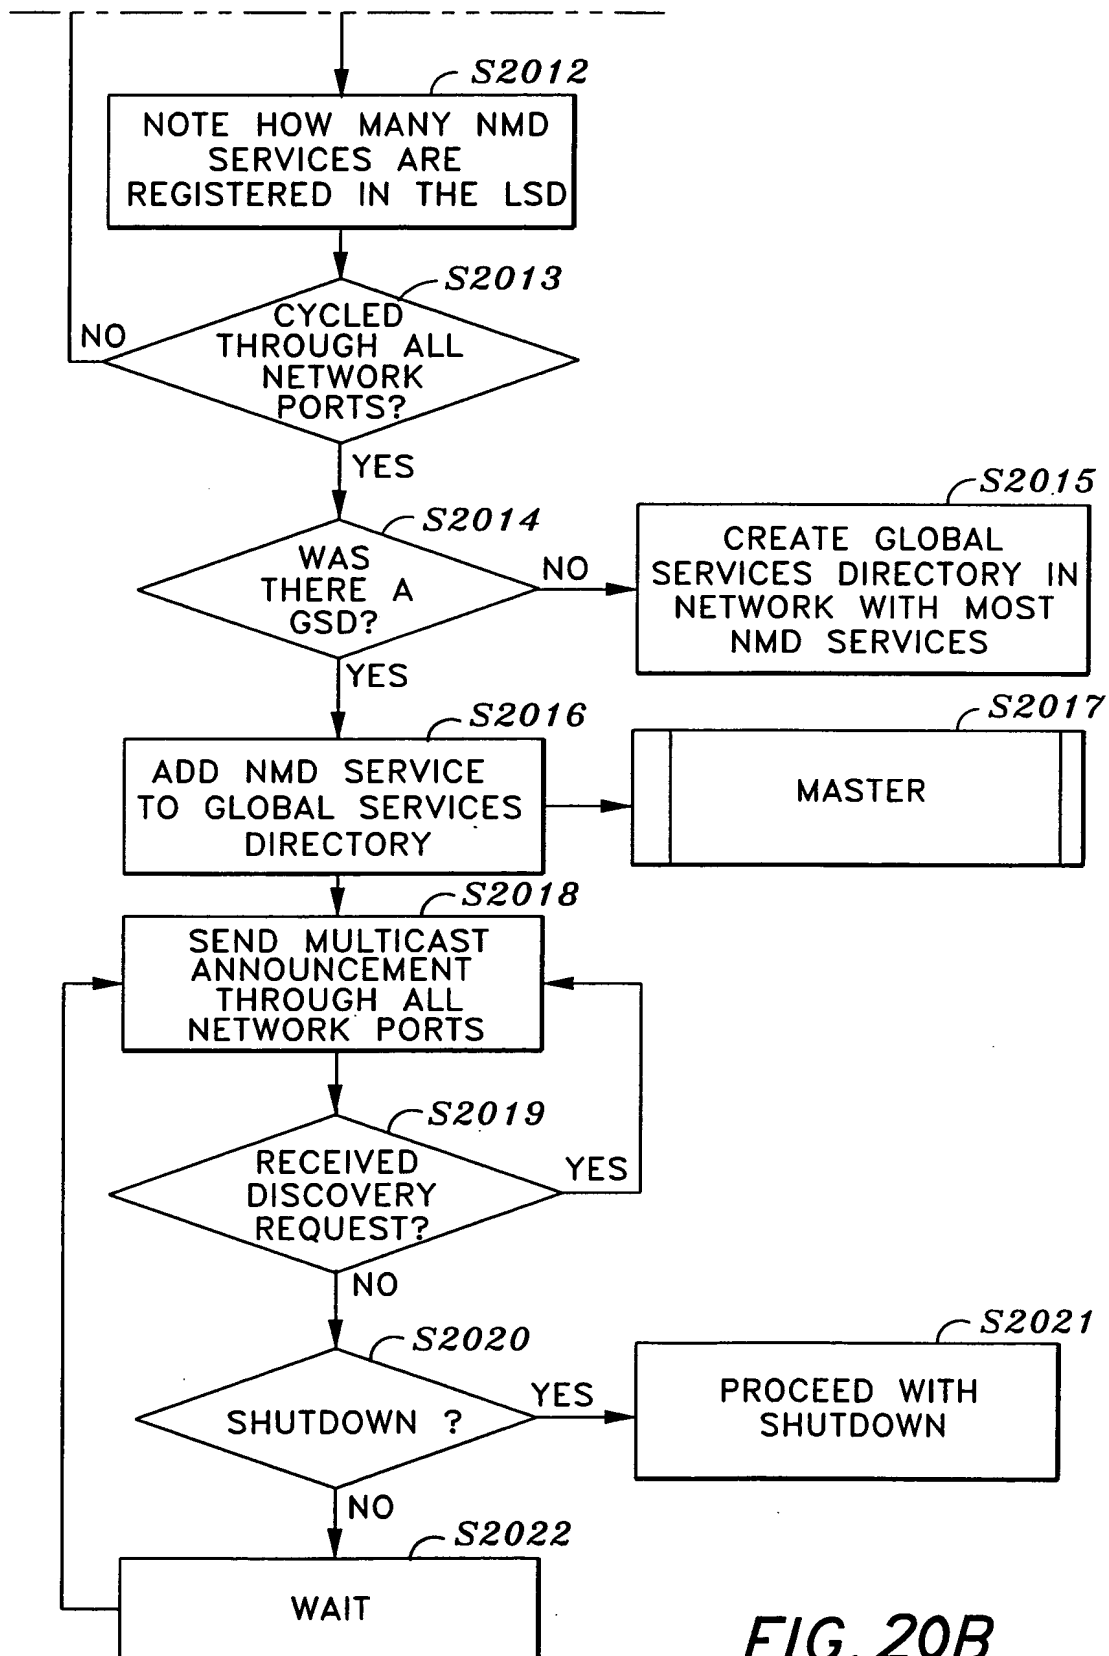 S2012
NOTE HOW MANY NMD
SERVICES ARE
REGISTERED IN THE LSD
S2013
CYCLED
THROUGH ALL
NETWORK
PORTS?
NO
YES
S2014
WAS
THERE A
GSD?
NO
S2015
CREATE GLOBAL
SERVICES DIRECTORY IN
NETWORK WITH MOST
NMD SERVICES
YES
S2016
ADD NMD SERVICE
TO GLOBAL SERVICES
DIRECTORY
S2017
MASTER
S2018
SEND MULTICAST
ANNOUNCEMENT
THROUGH ALL
NETWORK PORTS
S2019
RECEIVED
DISCOVERY
REQUEST?
YES
NO
S2020
SHUTDOWN ?
YES
S2021
PROCEED WITH
SHUTDOWN
NO
S2022
WAIT
FIG. 20B